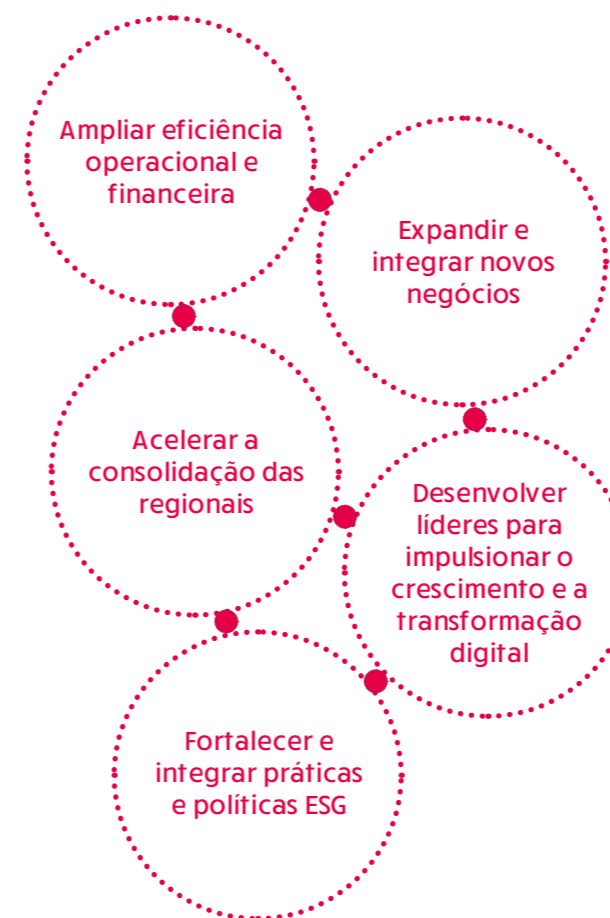 Ampliar eficiência
operacional e
financeira
Expandir e
integrar novos
negócios
Acelerar a
consolidação das
regionais
Desenvolver
líderes para
impulsionar o
crescimento e a
transformação
digital
Fortalecer e
integrar práticas
e políticas ESG